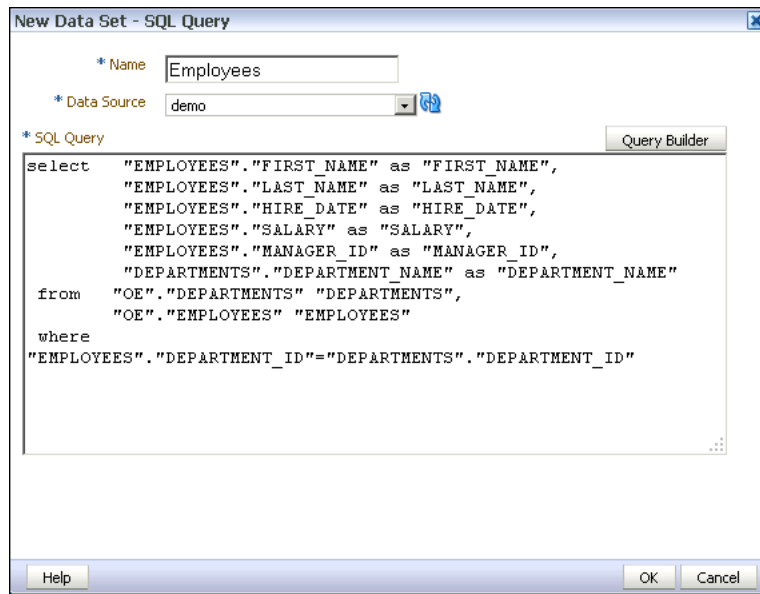 New Data Set - SQL Query
* Name Employees
* Data Source demo
* SQL Query Query Builder
select "EMPLOYEES"."FIRST_NAME" as "FIRST_NAME",
"EMPLOYEES"."LAST_NAME" as "LAST_NAME",
"EMPLOYEES"."HIRE_DATE" as "HIRE_DATE",
"EMPLOYEES"."SALARY" as "SALARY",
"EMPLOYEES"."MANAGER_ID" as "MANAGER_ID",
"DEPARTMENTS"."DEPARTMENT_NAME" as "DEPARTMENT_NAME"
from "OE"."DEPARTMENTS" "DEPARTMENTS",
"OE"."EMPLOYEES" "EMPLOYEES"
where
"EMPLOYEES"."DEPARTMENT_ID"="DEPARTMENTS"."DEPARTMENT_ID"
Help OK Cancel